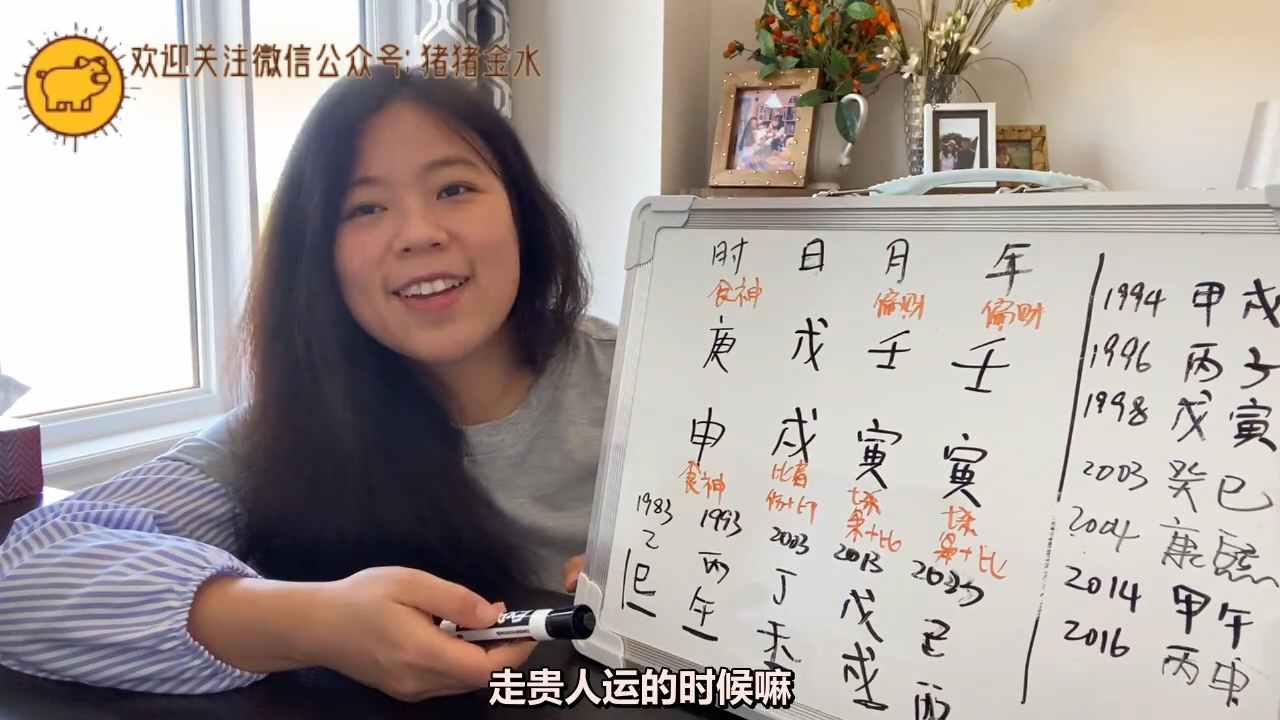 欢迎关注微信公众号: 猪猪金水
时 日 月 年
食神 偏财 偏财
庚 戊 壬 壬
申 戌 寅 寅
食神 比肩 七杀 七杀
枭+比 枭+比
1983 1993 2003 2013
乙 丙 丁 戊 己
巳 午 未
1994 甲 戌
1996 丙 子
1998 戊 寅
2003 癸 巳
2004
2014 甲 午
2016 丙 申
走贵人运的时候嘛